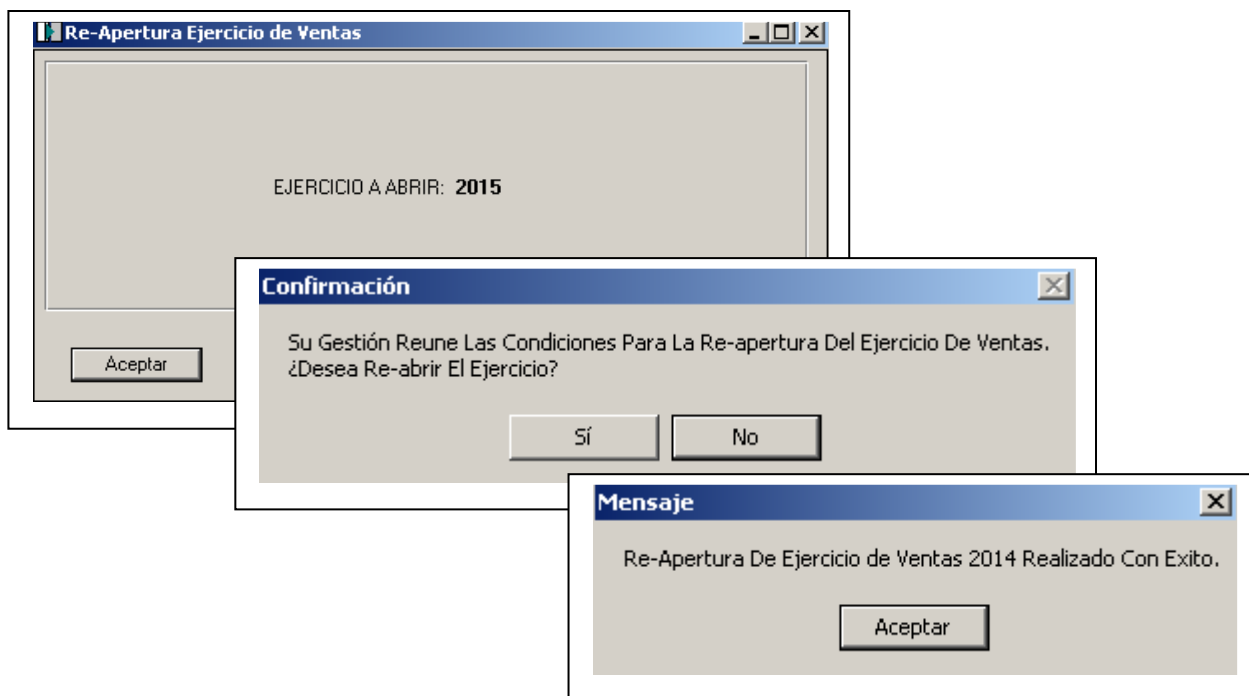 Re-Apertura Ejercicio de Ventas
EJERCICIO A ABRIR: 2015
Aceptar
Confirmación
Su Gestión Reune Las Condiciones Para La Re-apertura Del Ejercicio De Ventas.
¿Desea Re-abrir El Ejercicio?
Sí No
Mensaje
Re-Apertura De Ejercicio de Ventas 2014 Realizado Con Exito.
Aceptar